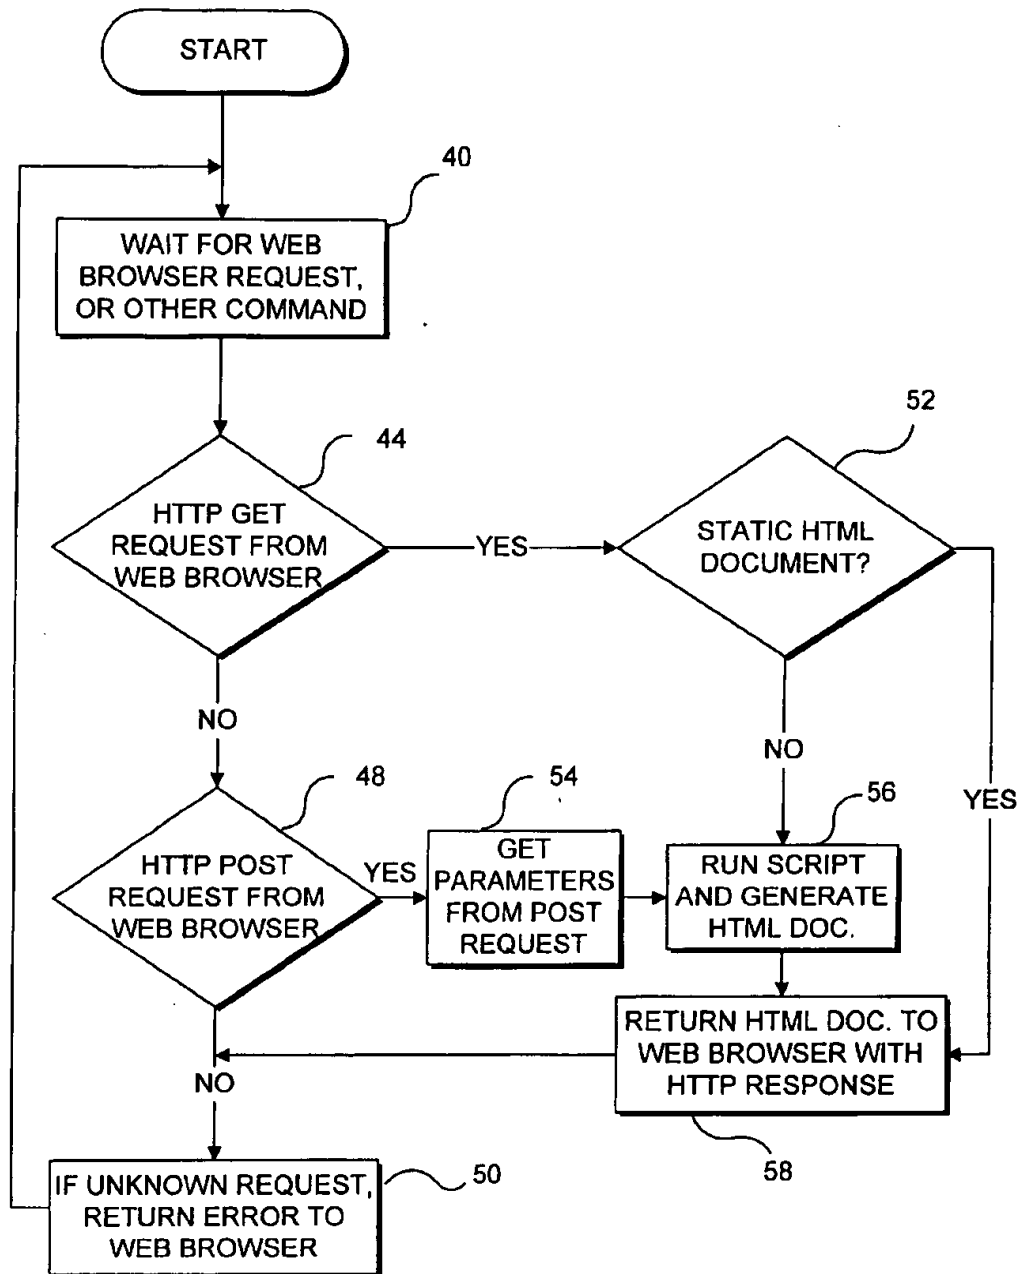 START
40
WAIT FOR WEB
BROWSER REQUEST,
OR OTHER COMMAND
44
HTTP GET
REQUEST FROM
WEB BROWSER
YES
52
STATIC HTML
DOCUMENT?
NO
NO
YES
48
HTTP POST
REQUEST FROM
WEB BROWSER
YES
54
GET
PARAMETERS
FROM POST
REQUEST
56
RUN SCRIPT
AND GENERATE
HTML DOC.
RETURN HTML DOC. TO
WEB BROWSER WITH
HTTP RESPONSE
58
NO
IF UNKNOWN REQUEST,
RETURN ERROR TO
WEB BROWSER
50